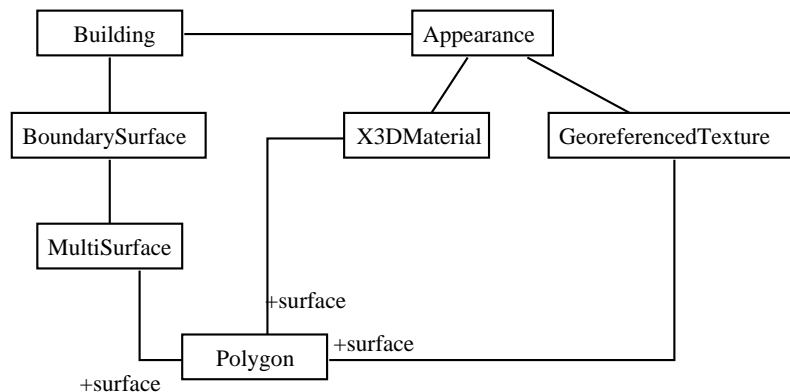 Building
Appearance
BoundarySurface
X3DMaterial
GeoreferencedTexture
MultiSurface
+surface
+surface
Polygon
+surface